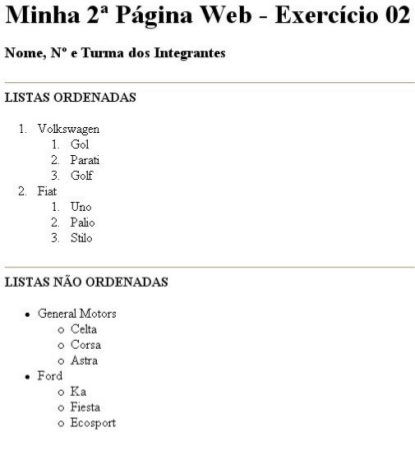 Minha 2ª Página Web - Exercício 02
Nome, Nº e Turma dos Integrantes
LISTAS ORDENADAS
1. Volkswagen
1. Gol
2. Parati
3. Golf
2. Fiat
1. Uno
2. Palio
3. Stilo
LISTAS NÃO ORDENADAS
• General Motors
○ Celta
○ Corsa
○ Astra
• Ford
○ Ka
○ Fiesta
○ Ecosport